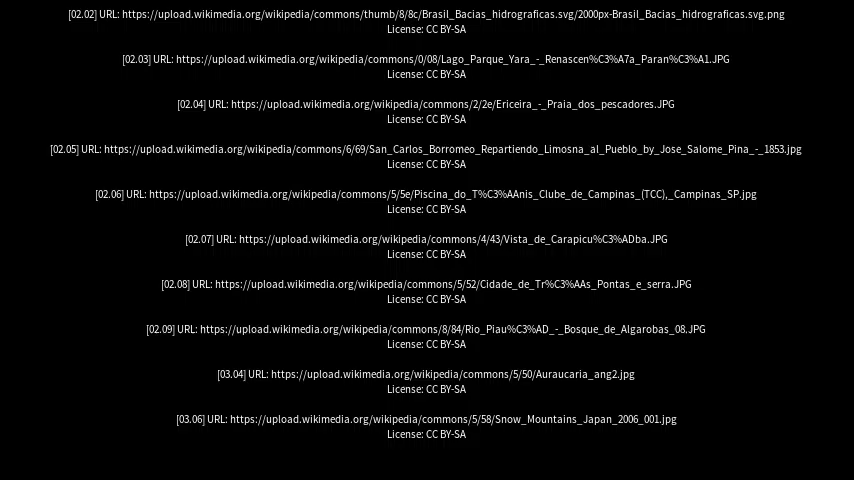 [02.02] URL: https://upload.wikimedia.org/wikipedia/commons/thumb/8/8c/Brasil_Bacias_hidrograficas.svg/2000px-Brasil_Bacias_hidrograficas.svg.png
License: CC BY-SA
[02.03] URL: https://upload.wikimedia.org/wikipedia/commons/0/08/Lago_Parque_Yara_-_Renascen%C3%A7a_Paran%C3%A1.JPG
License: CC BY-SA
[02.04] URL: https://upload.wikimedia.org/wikipedia/commons/2/2e/Ericeira_-_Praia_dos_pescadores.JPG
License: CC BY-SA
[02.05] URL: https://upload.wikimedia.org/wikipedia/commons/6/69/San_Carlos_Borromeo_Repartiendo_Limosna_al_Pueblo_by_Jose_Salome_Pina_-_1853.jpg
License: CC BY-SA
[02.06] URL: https://upload.wikimedia.org/wikipedia/commons/5/5e/Piscina_do_T%C3%AAnis_Clube_de_Campinas_(TCC),_Campinas_SP.jpg
License: CC BY-SA
[02.07] URL: https://upload.wikimedia.org/wikipedia/commons/4/43/Vista_de_Carapicu%C3%ADba.JPG
License: CC BY-SA
[02.08] URL: https://upload.wikimedia.org/wikipedia/commons/5/52/Cidade_de_Tr%C3%AAs_Pontas_e_serra.JPG
License: CC BY-SA
[02.09] URL: https://upload.wikimedia.org/wikipedia/commons/8/84/Rio_Piau%C3%AD_-_Bosque_de_Algarobas_08.JPG
License: CC BY-SA
[03.04] URL: https://upload.wikimedia.org/wikipedia/commons/5/50/Auraucaria_ang2.jpg
License: CC BY-SA
[03.06] URL: https://upload.wikimedia.org/wikipedia/commons/5/58/Snow_Mountains_Japan_2006_001.jpg
License: CC BY-SA